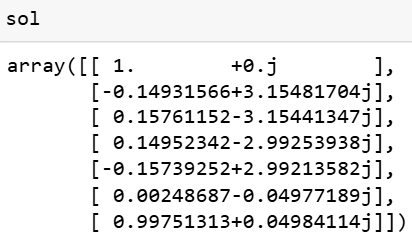 sol
array([[ 1.        +0.j        ],
       [-0.14931566+3.15481704j],
       [ 0.15761152-3.15441347j],
       [ 0.14952342-2.99253938j],
       [-0.15739252+2.99213582j],
       [ 0.00248687-0.04977189j],
       [ 0.99751313+0.04984114j]])